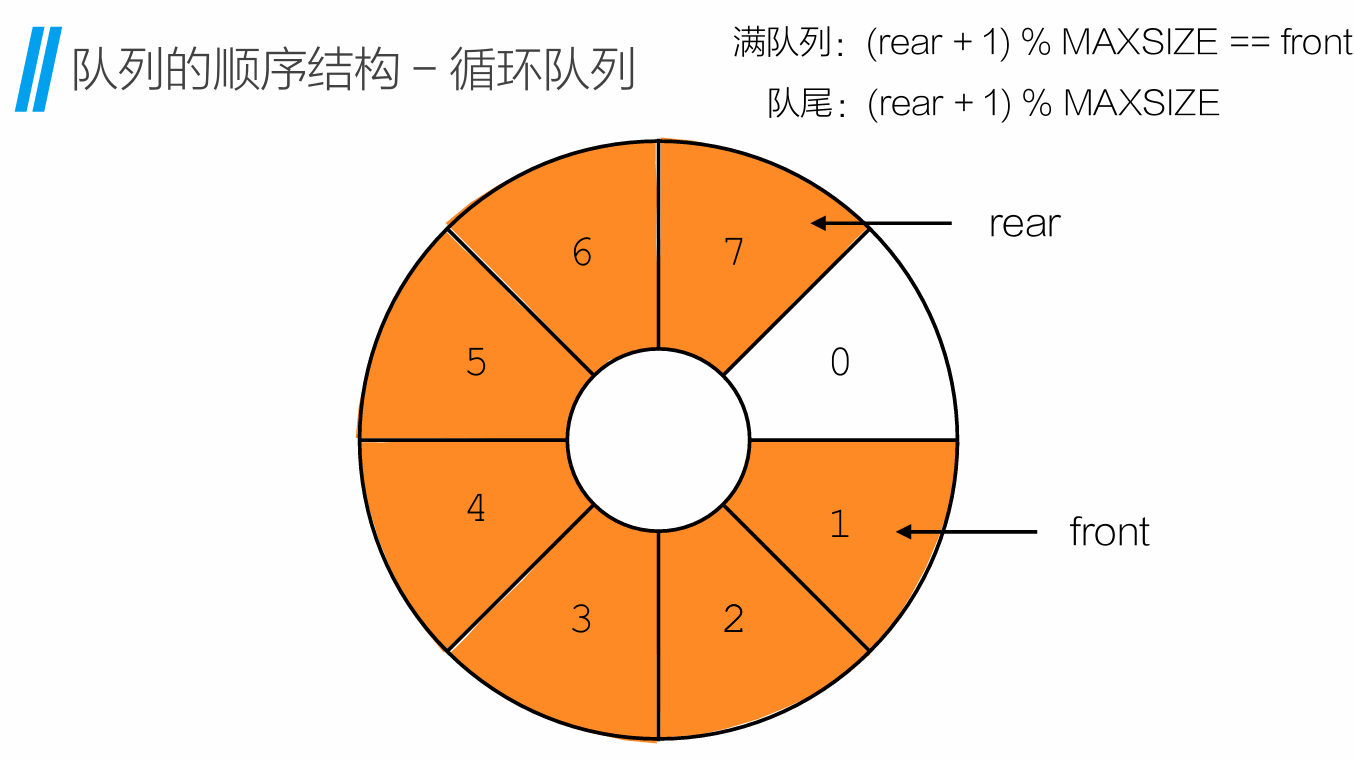 队列的顺序结构 – 循环队列
满队列：(rear + 1) % MAXSIZE == front
队尾：(rear + 1) % MAXSIZE
rear
6
7
5
0
4
1
front
3
2